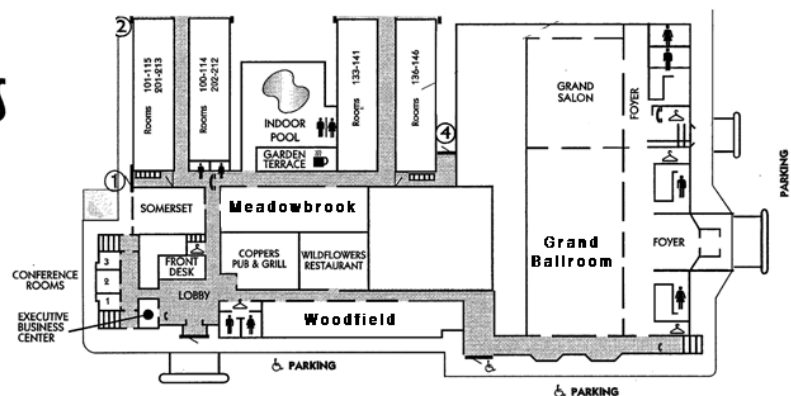 2
Rooms 101-115
201-213
Rooms 100-114
202-212
INDOOR
POOL
GARDEN
TERRACE
Rooms 133-141
Rooms 136-146
4
GRAND
SALON
FOYER
PARKING
1
SOMERSET
Meadowbrook
COPPERS
PUB & GRILL
WILDFLOWERS
RESTAURANT
Grand
Ballroom
FOYER
FRONT
DESK
CONFERENCE
ROOMS
3
2
1
LOBBY
EXECUTIVE
BUSINESS
CENTER
Woodfield
PARKING
PARKING